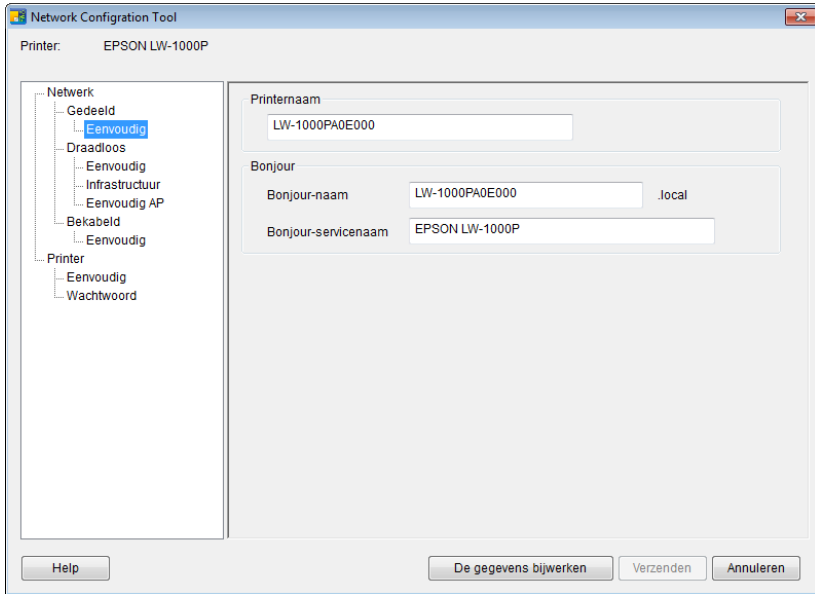 Network Configration Tool
Printer: EPSON LW-1000P
Netwerk
Gedeeld
Eenvoudig
Draadloos
Eenvoudig
Infrastructuur
Eenvoudig AP
Bekabeld
Eenvoudig
Printer
Eenvoudig
Wachtwoord
Printernaam
LW-1000PA0E000
Bonjour
Bonjour-naam LW-1000PA0E000 .local
Bonjour-servicenaam EPSON LW-1000P
Help De gegevens bijwerken Verzenden Annuleren